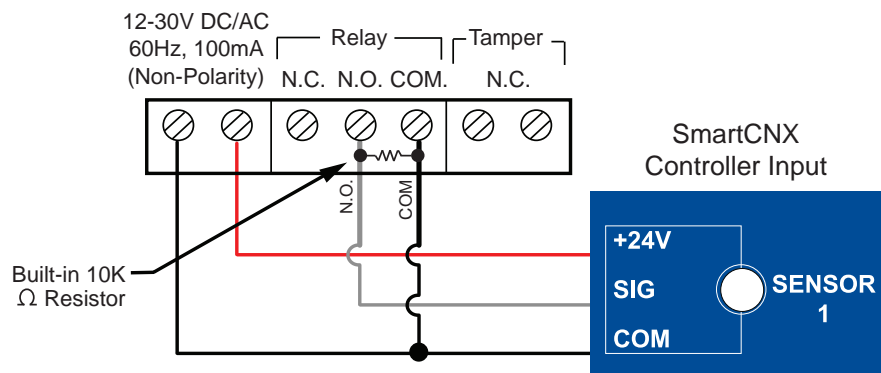 12-30V DC/AC
60Hz, 100mA
(Non-Polarity)
Relay
N.C. N.O. COM.
Tamper
N.C.
N.O.
COM
Built-in 10K
Ω Resistor
SmartCNX
Controller Input
+24V
SIG
COM
SENSOR
1